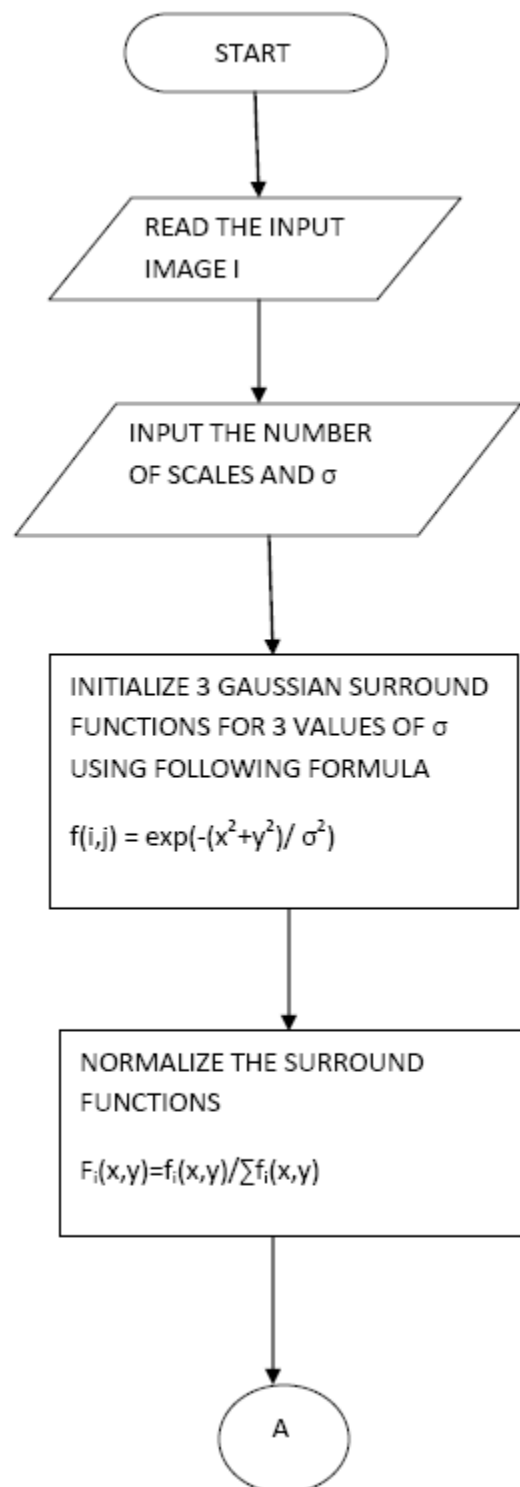 START
READ THE INPUT
IMAGE I
INPUT THE NUMBER
OF SCALES AND σ
INITIALIZE 3 GAUSSIAN SURROUND
FUNCTIONS FOR 3 VALUES OF σ
USING FOLLOWING FORMULA
f(i,j) = exp(-(x²+y²)/ σ²)
NORMALIZE THE SURROUND
FUNCTIONS
Fᵢ(x,y)=fᵢ(x,y)/∑fᵢ(x,y)
A